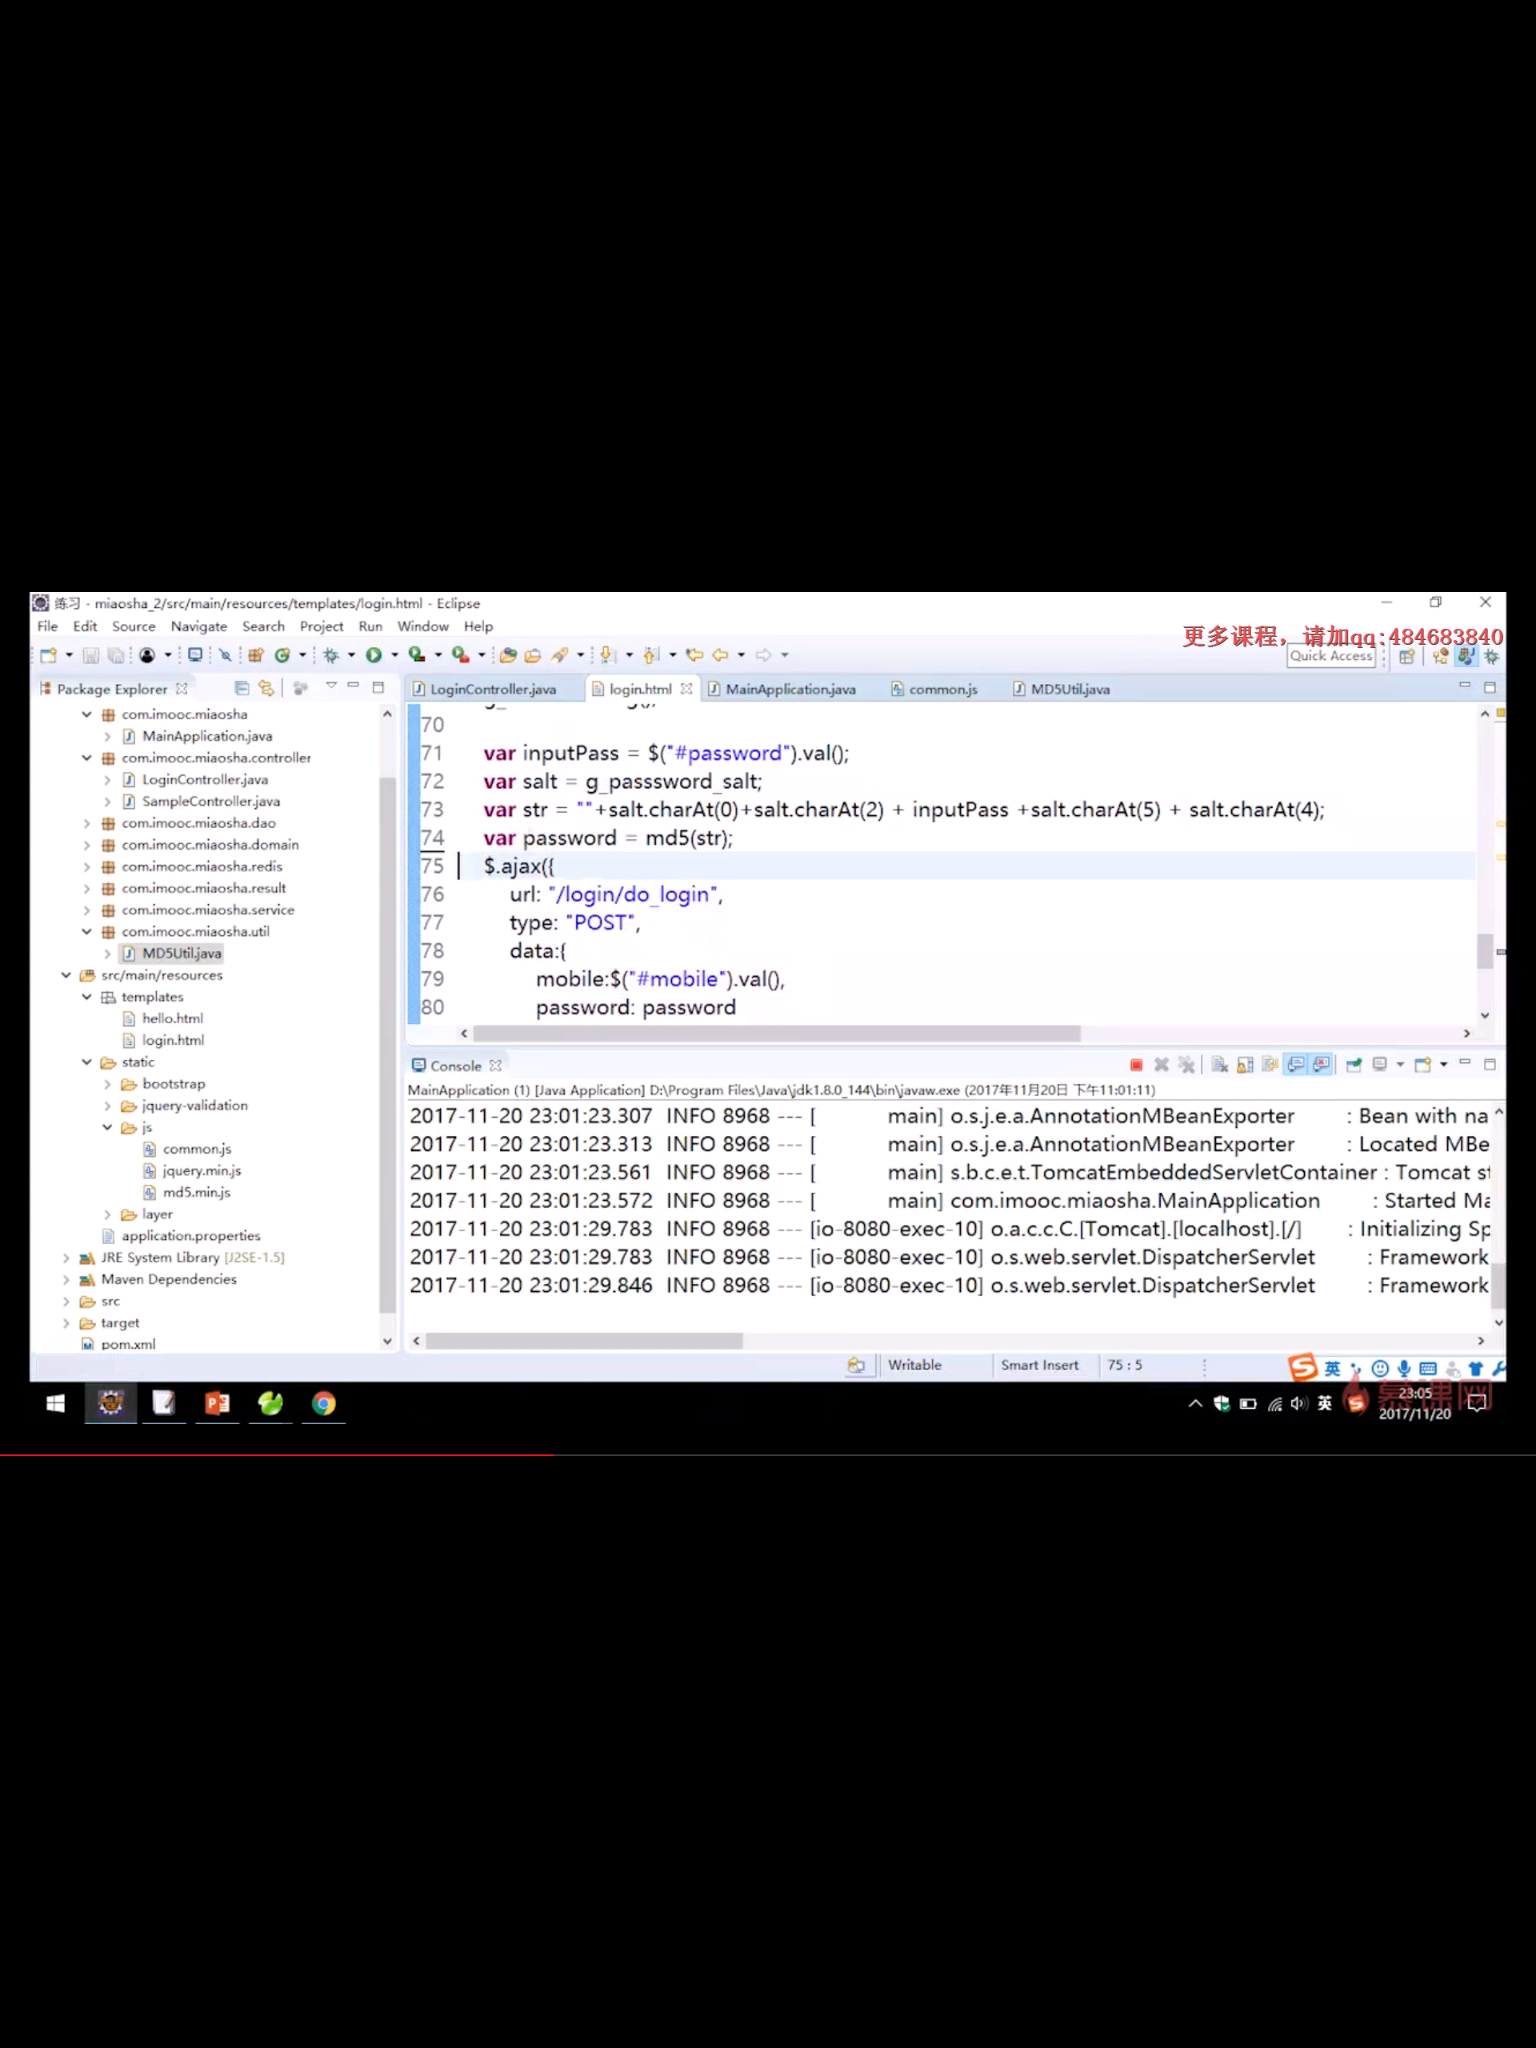 练习 - miaosha_2/src/main/resources/templates/login.html - Eclipse
File Edit Source Navigate Search Project Run Window Help
更多课程，请加qq:484683840
Quick Access
Package Explorer
LoginController.java login.html MainApplication.java common.js MD5Util.java
com.imooc.miaosha
MainApplication.java
com.imooc.miaosha.controller
LoginController.java
SampleController.java
com.imooc.miaosha.dao
com.imooc.miaosha.domain
com.imooc.miaosha.redis
com.imooc.miaosha.result
com.imooc.miaosha.service
com.imooc.miaosha.util
MD5Util.java
src/main/resources
templates
hello.html
login.html
static
bootstrap
jquery-validation
js
common.js
jquery.min.js
md5.min.js
layer
application.properties
JRE System Library [J2SE-1.5]
Maven Dependencies
src
target
pom.xml
70
71 var inputPass = $("#password").val();
72 var salt = g_passsword_salt;
73 var str = ""+salt.charAt(0)+salt.charAt(2) + inputPass +salt.charAt(5) + salt.charAt(4);
74 var password = md5(str);
75 $.ajax({
76 url: "/login/do_login",
77 type: "POST",
78 data:{
79 mobile:$("#mobile").val(),
80 password: password
Console
MainApplication (1) [Java Application] D:\Program Files\Java\jdk1.8.0_144\bin\javaw.exe (2017年11月20日 下午11:01:11)
2017-11-20 23:01:23.307 INFO 8968 --- [ main] o.s.j.e.a.AnnotationMBeanExporter : Bean with na
2017-11-20 23:01:23.313 INFO 8968 --- [ main] o.s.j.e.a.AnnotationMBeanExporter : Located MBe
2017-11-20 23:01:23.561 INFO 8968 --- [ main] s.b.c.e.t.TomcatEmbeddedServletContainer : Tomcat st
2017-11-20 23:01:23.572 INFO 8968 --- [ main] com.imooc.miaosha.MainApplication : Started Ma
2017-11-20 23:01:29.783 INFO 8968 --- [io-8080-exec-10] o.a.c.c.C.[Tomcat].[localhost].[/] : Initializing Sp
2017-11-20 23:01:29.783 INFO 8968 --- [io-8080-exec-10] o.s.web.servlet.DispatcherServlet : Framework
2017-11-20 23:01:29.846 INFO 8968 --- [io-8080-exec-10] o.s.web.servlet.DispatcherServlet : Framework
Writable Smart Insert 75 : 5
英
英
慕课网
23:05
2017/11/20